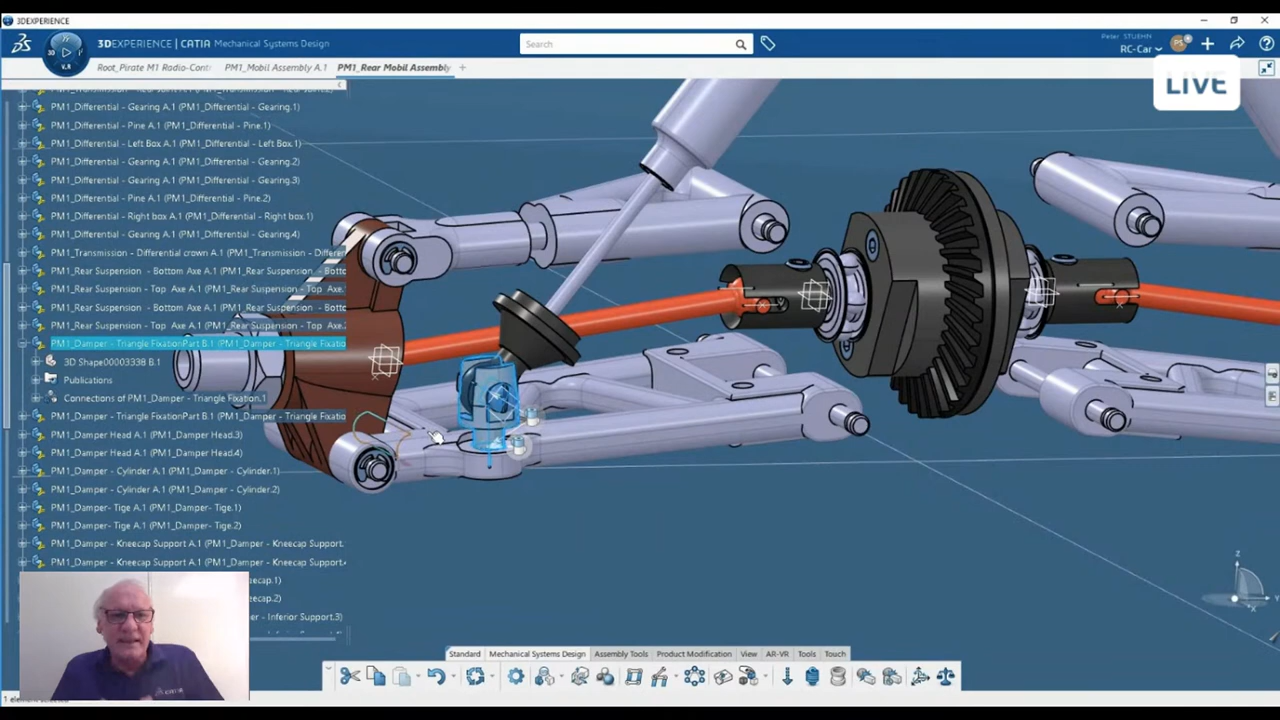 3DEXPERIENCE
3DEXPERIENCE | CATIA Mechanical Systems Design
Search
Peter STUEHN
RC-Car
3D
V.R
PS
LIVE
Root_Pirate M1 Radio-Cont
PM1_Mobil Assembly A.1
PM1_Rear Mobil Assembly
PM1_Differential - Gearing A.1 (PM1_Differential - Gearing.1)
PM1_Differential - Pine A.1 (PM1_Differential - Pine.1)
PM1_Differential - Left Box A.1 (PM1_Differential - Left Box.1)
PM1_Differential - Gearing A.1 (PM1_Differential - Gearing.2)
PM1_Differential - Gearing A.1 (PM1_Differential - Gearing.3)
PM1_Differential - Pine A.1 (PM1_Differential - Pine.2)
PM1_Differential - Right box A.1 (PM1_Differential - Right box.1)
PM1_Differential - Gearing A.1 (PM1_Differential - Gearing.4)
PM1_Transmission - Differential crown A.1 (PM1_Transmission - Differen
PM1_Rear Suspension - Bottom Axe A.1 (PM1_Rear Suspension - Botto
PM1_Rear Suspension - Top Axe A.1 (PM1_Rear Suspension - Top Axe.
PM1_Rear Suspension - Bottom Axe A.1 (PM1_Rear Suspension - Botto
PM1_Rear Suspension - Top Axe A.1 (PM1_Rear Suspension - Top Axe.
PM1_Damper - Triangle FixationPart B.1 (PM1_Damper - Triangle Fixatio
3D Shape00003338 B.1
Publications
Connections of PM1_Damper - Triangle Fixation.1
PM1_Damper - Triangle FixationPart B.1 (PM1_Damper - Triangle Fixatio
PM1_Damper Head A.1 (PM1_Damper Head.3)
PM1_Damper Head A.1 (PM1_Damper Head.4)
PM1_Damper - Cylinder A.1 (PM1_Damper - Cylinder.1)
PM1_Damper - Cylinder A.1 (PM1_Damper - Cylinder.2)
PM1_Damper- Tige A.1 (PM1_Damper- Tige.1)
PM1_Damper- Tige A.1 (PM1_Damper- Tige.2)
PM1_Damper - Kneecap Support A.1 (PM1_Damper - Kneecap Support.
PM1_Damper - Kneecap Support A.1 (PM1_Damper - Kneecap Support.
ecap.1)
ecap.2)
- Inferior Support.3)
Standard Mechanical Systems Design Assembly Tools Product Modification View AR-VR Tools Touch
CATIA
Z
Y
X